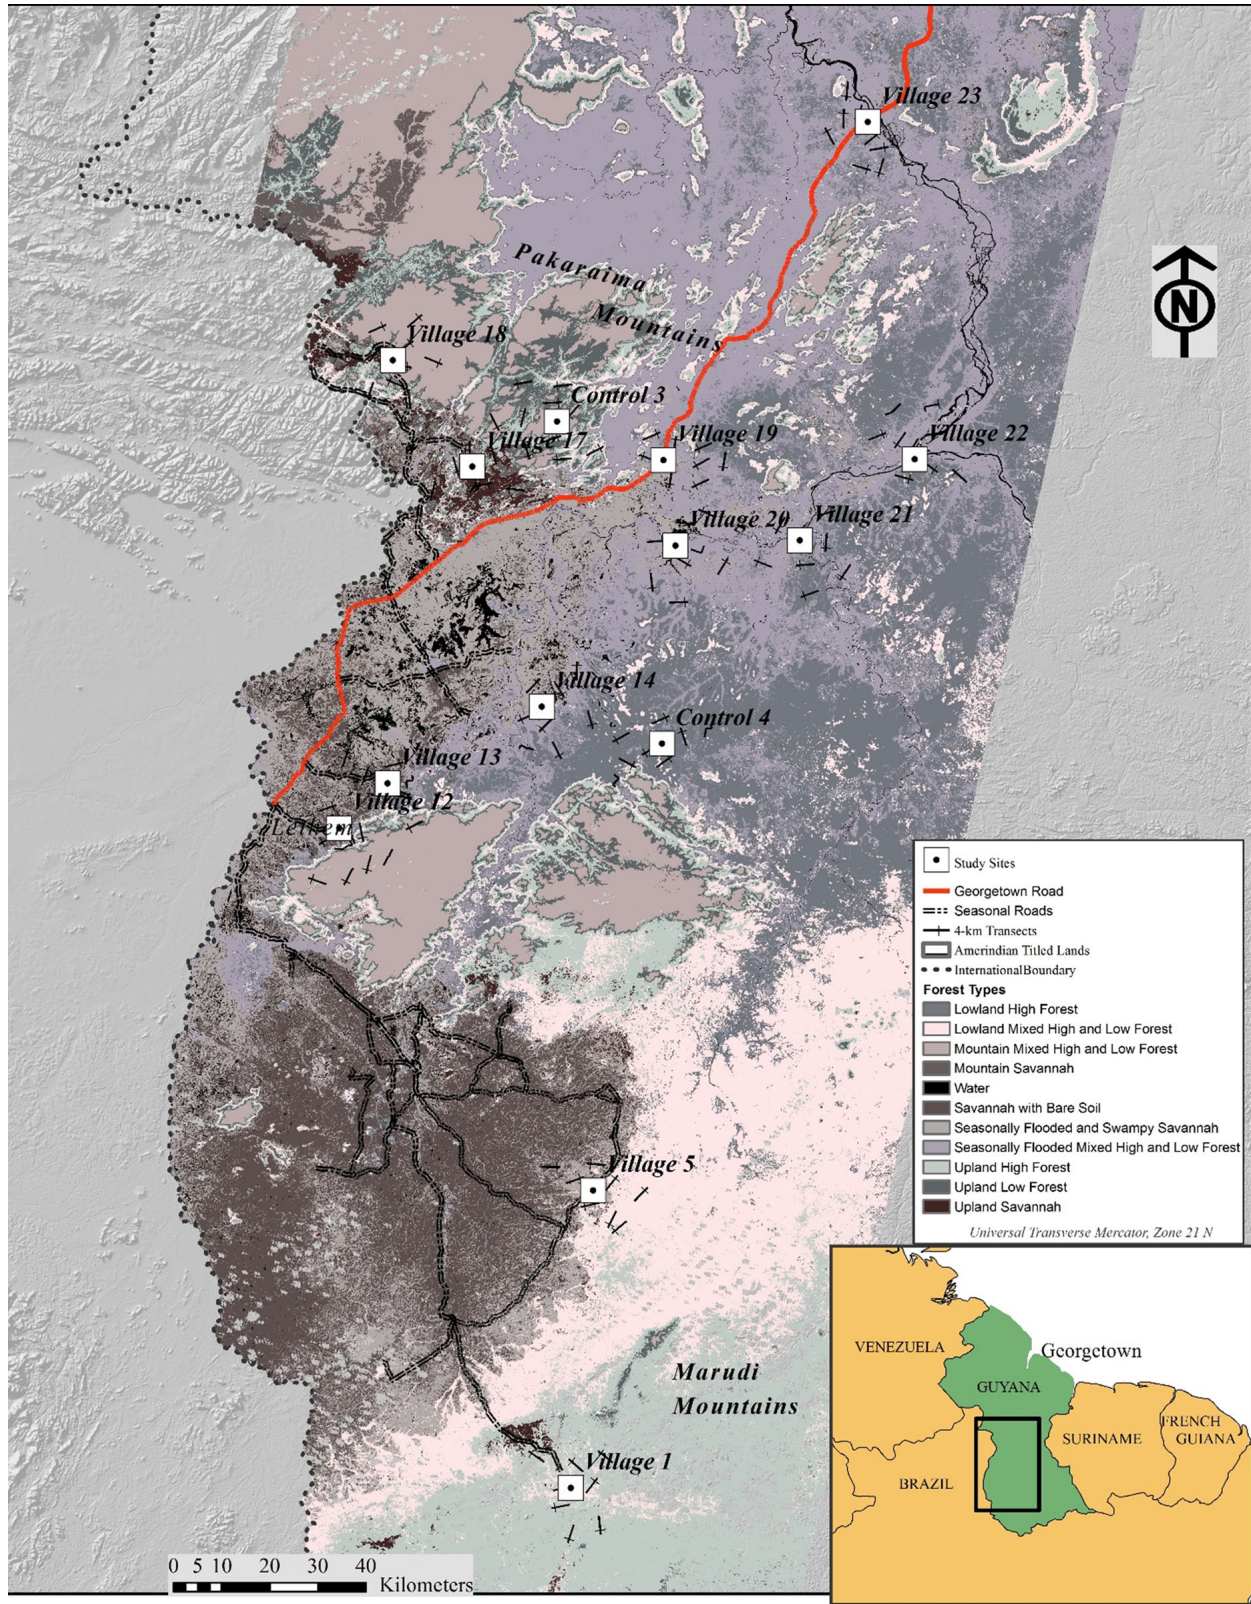 Village 23
Pakaraima
Mountains
Village 18
Control 3
Village 17
Village 19
Village 22
Village 20
Village 21
Village 14
Control 4
Village 13
Village 12
Lethem
Village 5
Marudi
Mountains
Village 1
N
Study Sites
Georgetown Road
Seasonal Roads
4-km Transects
Amerindian Titled Lands
InternationalBoundary
Forest Types
Lowland High Forest
Lowland Mixed High and Low Forest
Mountain Mixed High and Low Forest
Mountain Savannah
Water
Savannah with Bare Soil
Seasonally Flooded and Swampy Savannah
Seasonally Flooded Mixed High and Low Forest
Upland High Forest
Upland Low Forest
Upland Savannah
Universal Transverse Mercator, Zone 21 N
VENEZUELA
Georgetown
GUYANA
SURINAME
FRENCH
GUIANA
BRAZIL
0 5 10 20 30 40
Kilometers